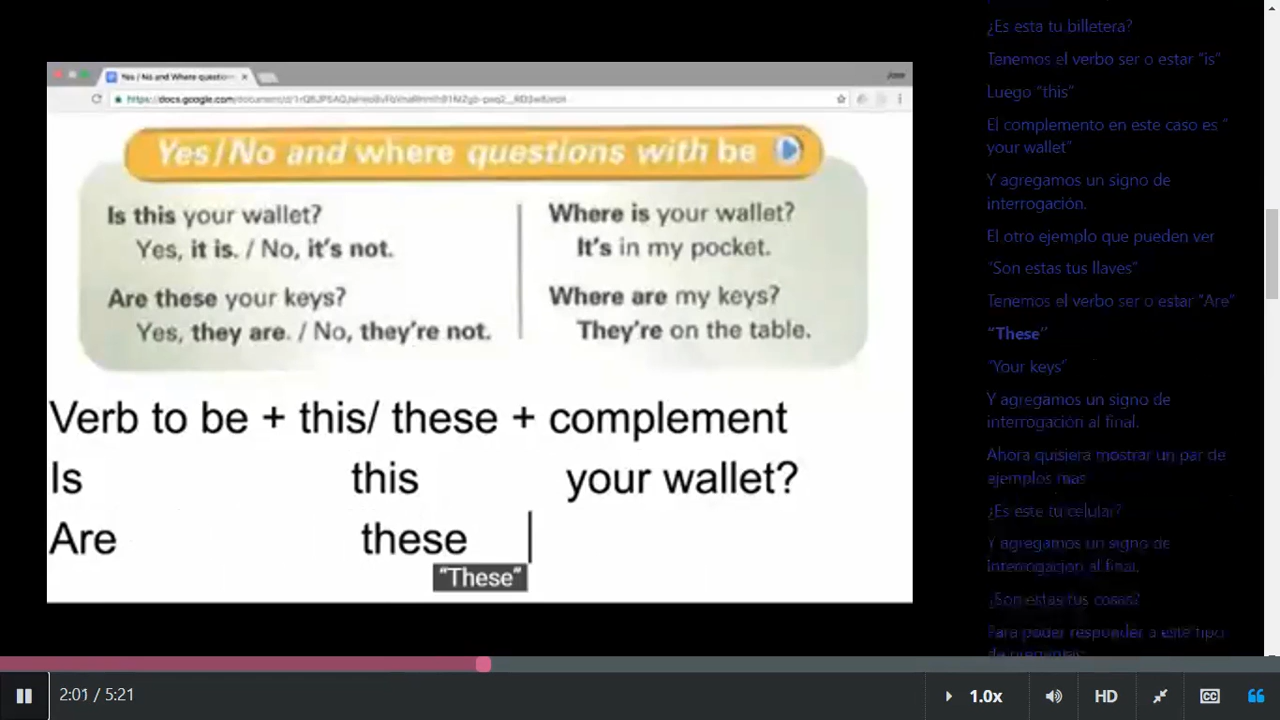 Yes / No and Where question
Yes/No and where questions with be
Is this your wallet?
Yes, it is. / No, it's not.
Are these your keys?
Yes, they are. / No, they're not.
Where is your wallet?
It's in my pocket.
Where are my keys?
They're on the table.
Verb to be + this/ these + complement
Is this your wallet?
Are these
"These"
¿Es esta tu billetera?
Tenemos el verbo ser o estar "is"
Luego "this"
El complemento en este caso es "
your wallet"
Y agregamos un signo de
interrogación.
El otro ejemplo que pueden ver
"Son estas tus llaves"
Tenemos el verbo ser o estar "Are"
"These"
"Your keys"
Y agregamos un signo de
interrogación al final.
Ahora quisiera mostrar un par de
ejemplos mas
¿Es este tu celular?
Y agregamos un signo de
interrogación al final.
¿Son estas tus cosas?
Para poder responder a este tipo
de preguntas
2:01 / 5:21
1.0x
HD
CC